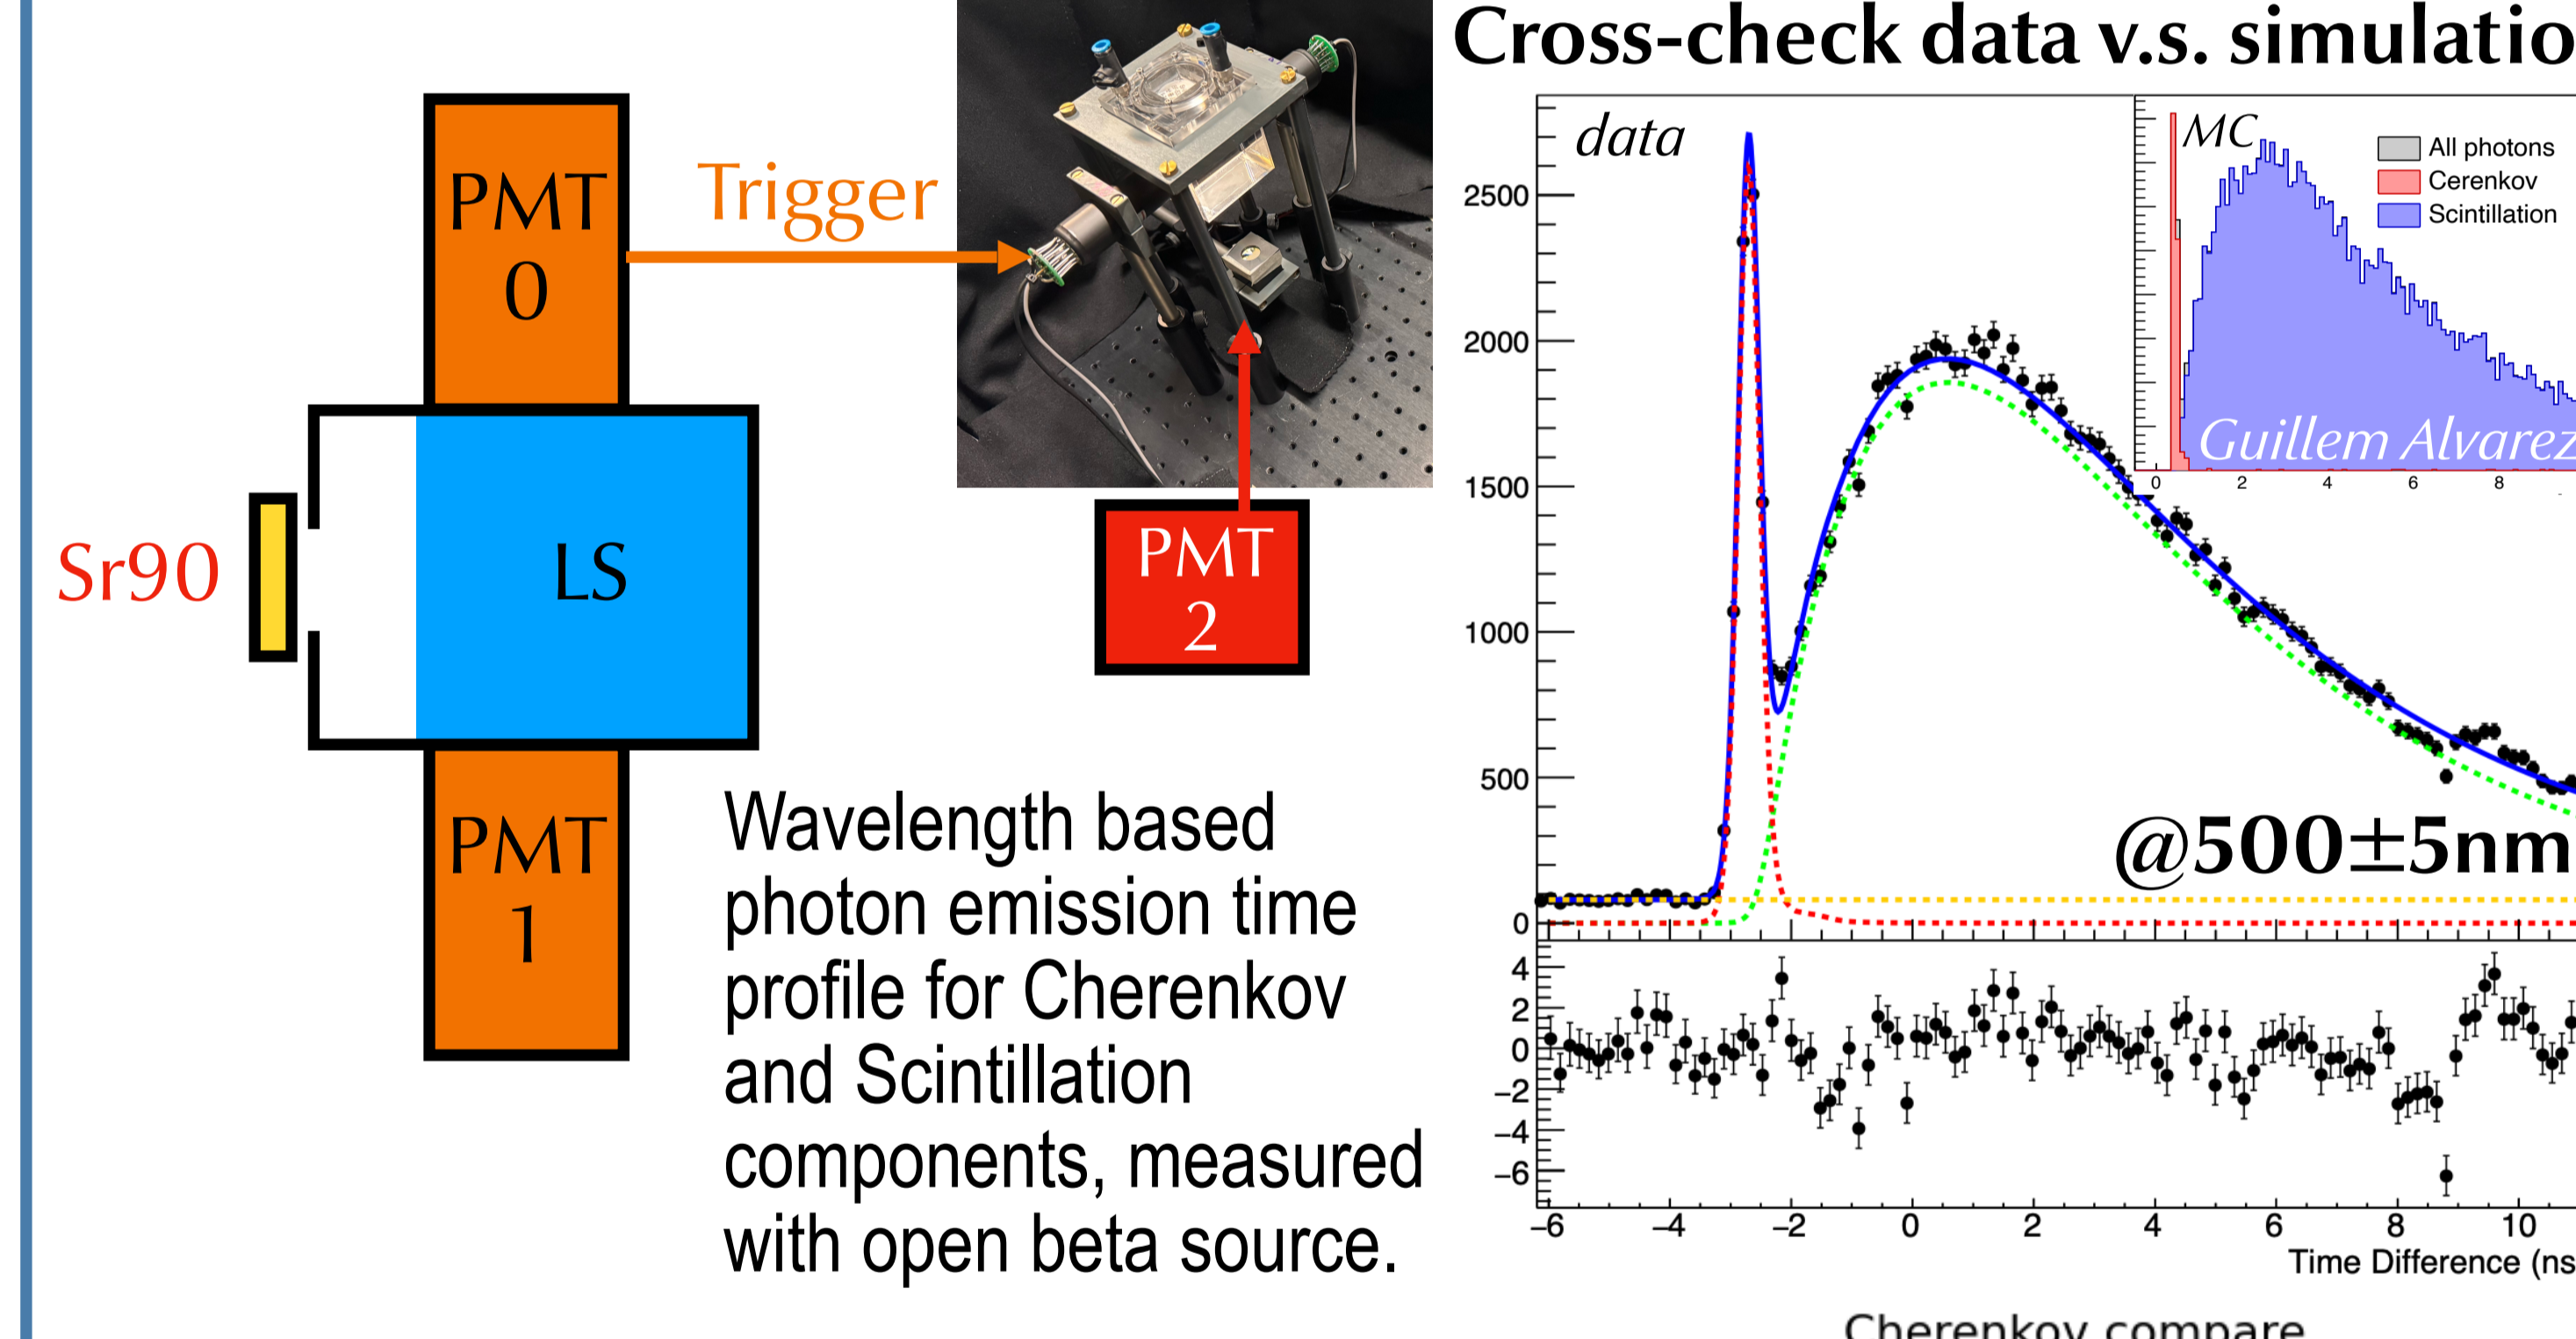 PMT
0
Trigger
Sr90
LS
PMT
2
PMT
1
Wavelength based
photon emission time
profile for Cherenkov
and Scintillation
components, measured
with open beta source.
Cross-check data v.s. simulatio
data
MC
All photons
Cerenkov
Scintillation
Guillem Alvarez
0 2 4 6 8
2500
2000
1500
1000
500
0
@500±5nm
4
2
0
−2
−4
−6
−6 −4 −2 0 2 4 6 8 10
Time Difference (ns
Cherenkov compare